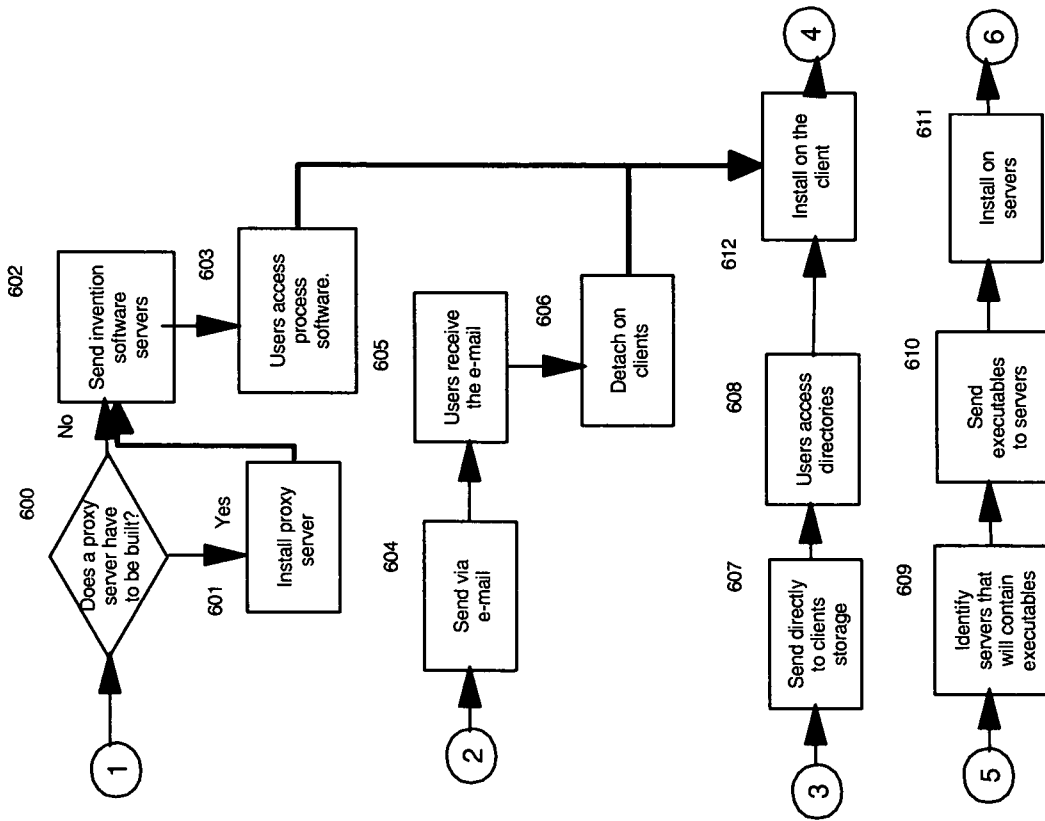 1
600
Does a proxy
server have
to be built?
No
Yes
601
Install proxy
server
602
Send invention
software
servers
603
Users access
process
software.
2
604
Send via
e-mail
605
Users receive
the e-mail
606
Detach on
clients
3
607
Send directly
to clients
storage
608
Users access
directories
612
Install on the
client
4
5
609
Identify
servers that
will contain
executables
610
Send
executables
to servers
611
Install on
servers
6